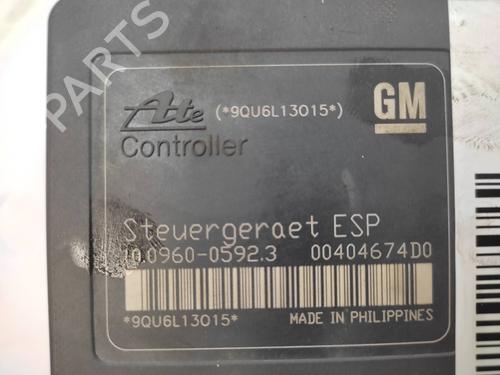 PARTS
Ate (*9QU6L13015*) GM
Controller
Steuergeraet ESP
10.0960-0592.3 00404674D0
*9QU6L13015* MADE IN PHILIPPINES